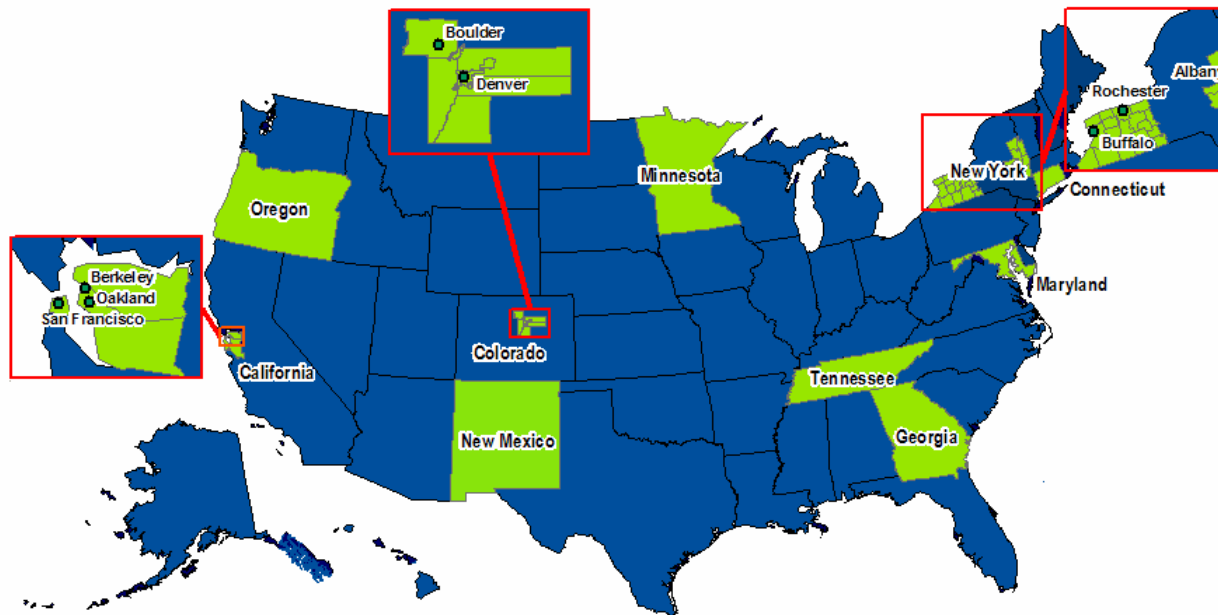 Boulder
Denver
Albany
Rochester
Buffalo
New York
Connecticut
Minnesota
Oregon
Maryland
Berkeley
Oakland
San Francisco
California
Colorado
Tennessee
New Mexico
Georgia